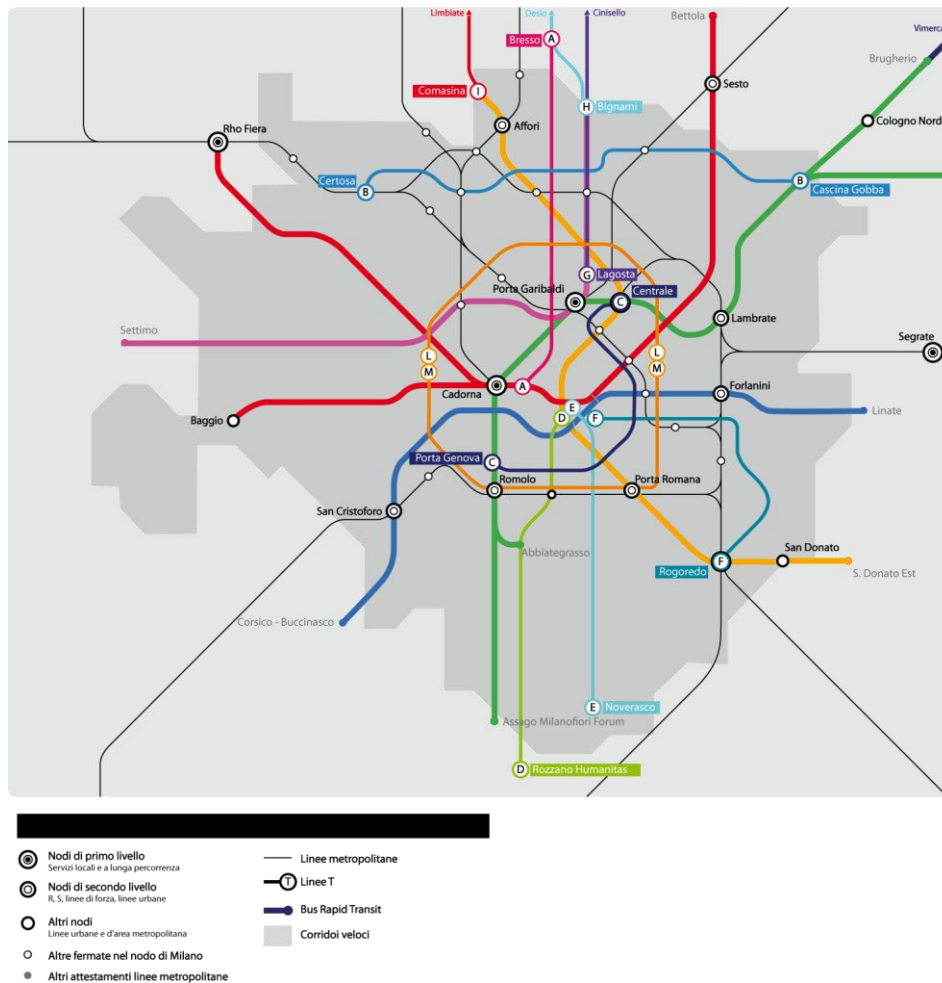 Limbiate
Desio
Cinisello
Bettola
Vimerc
Bresso
A
Brugherio
Comasina
I
Sesto
H
Bignami
Affori
Cologno Nord
Rho Fiera
Certosa
B
B
Cascina Gobba
G
Lagosta
Porta Garibaldi
Centrale
C
Lambrate
Settimo
Segrate
L
M
L
M
Cadorna
A
Forlanini
Baggio
E
D
F
Linate
Porta Genova
C
Romolo
Porta Romana
San Cristoforo
Abbiategrasso
San Donato
Rogoredo
F
S. Donato Est
Corsico - Buccinasco
E
Noverasco
Assago Milanofiori Forum
D
Rozzano Humanitas
Nodi di primo livello
Servizi locali e a lunga percorrenza
Nodi di secondo livello
R, S, linee di forza, linee urbane
Altri nodi
Linee urbane e d'area metropolitana
Altre fermate nel nodo di Milano
Altri attestamenti linee metropolitane
Linee metropolitane
T
Linee T
Bus Rapid Transit
Corridoi veloci